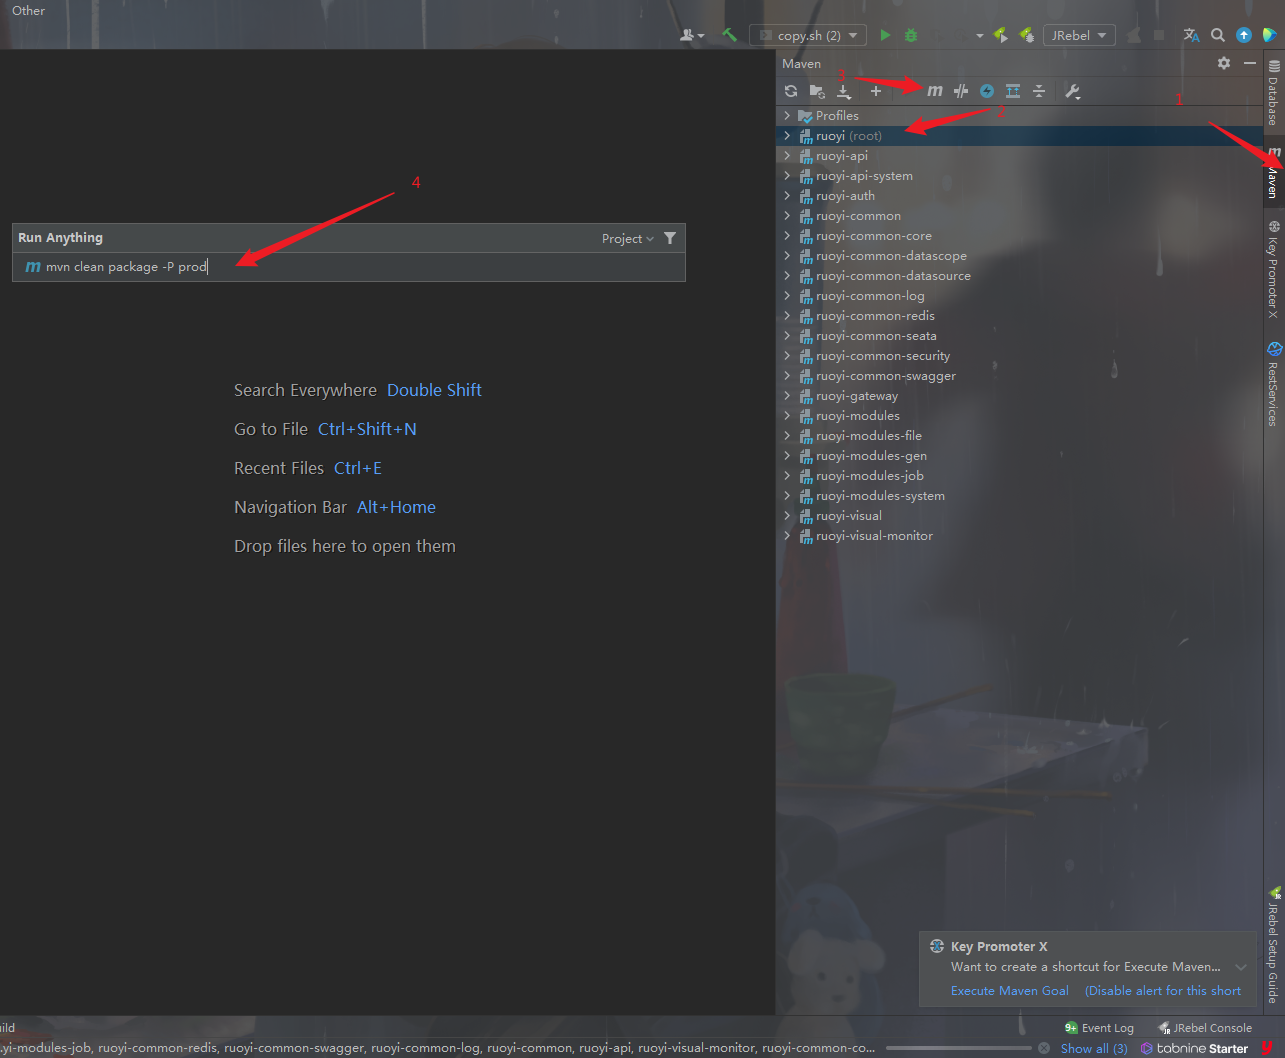 Other
copy.sh (2)
JRebel
Maven
3
1
2
4
Profiles
ruoyi (root)
ruoyi-api
ruoyi-api-system
ruoyi-auth
ruoyi-common
ruoyi-common-core
ruoyi-common-datascope
ruoyi-common-datasource
ruoyi-common-log
ruoyi-common-redis
ruoyi-common-seata
ruoyi-common-security
ruoyi-common-swagger
ruoyi-gateway
ruoyi-modules
ruoyi-modules-file
ruoyi-modules-gen
ruoyi-modules-job
ruoyi-modules-system
ruoyi-visual
ruoyi-visual-monitor
Run Anything
Project
m mvn clean package -P prod
Search Everywhere Double Shift
Go to File Ctrl+Shift+N
Recent Files Ctrl+E
Navigation Bar Alt+Home
Drop files here to open them
Database
m Maven
Key Promoter X
RestServices
JRebel Setup Guide
Key Promoter X
Want to create a shortcut for Execute Maven...
Execute Maven Goal (Disable alert for this short
ild
9+ Event Log JRebel Console
.yi-modules-job, ruoyi-common-redis, ruoyi-common-swagger, ruoyi-common-log, ruoyi-common, ruoyi-api, ruoyi-visual-monitor, ruoyi-common-co...
Show all (3) tabnine Starter